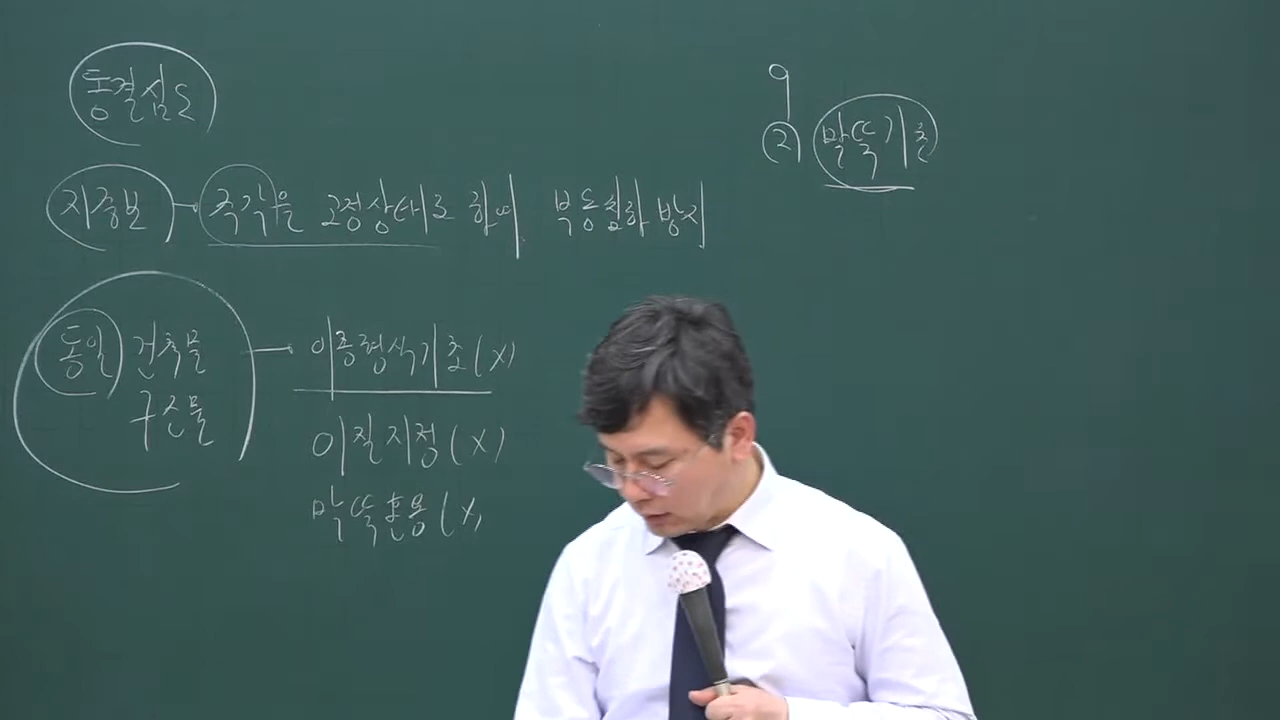 동결심도
지중보 - 주각을 고정상태로 하여 부동침하 방지
동일 건축물 - 이종형식기초(X)
구조물
이질지정(X)
말뚝혼용(X)
9
② 말뚝기초